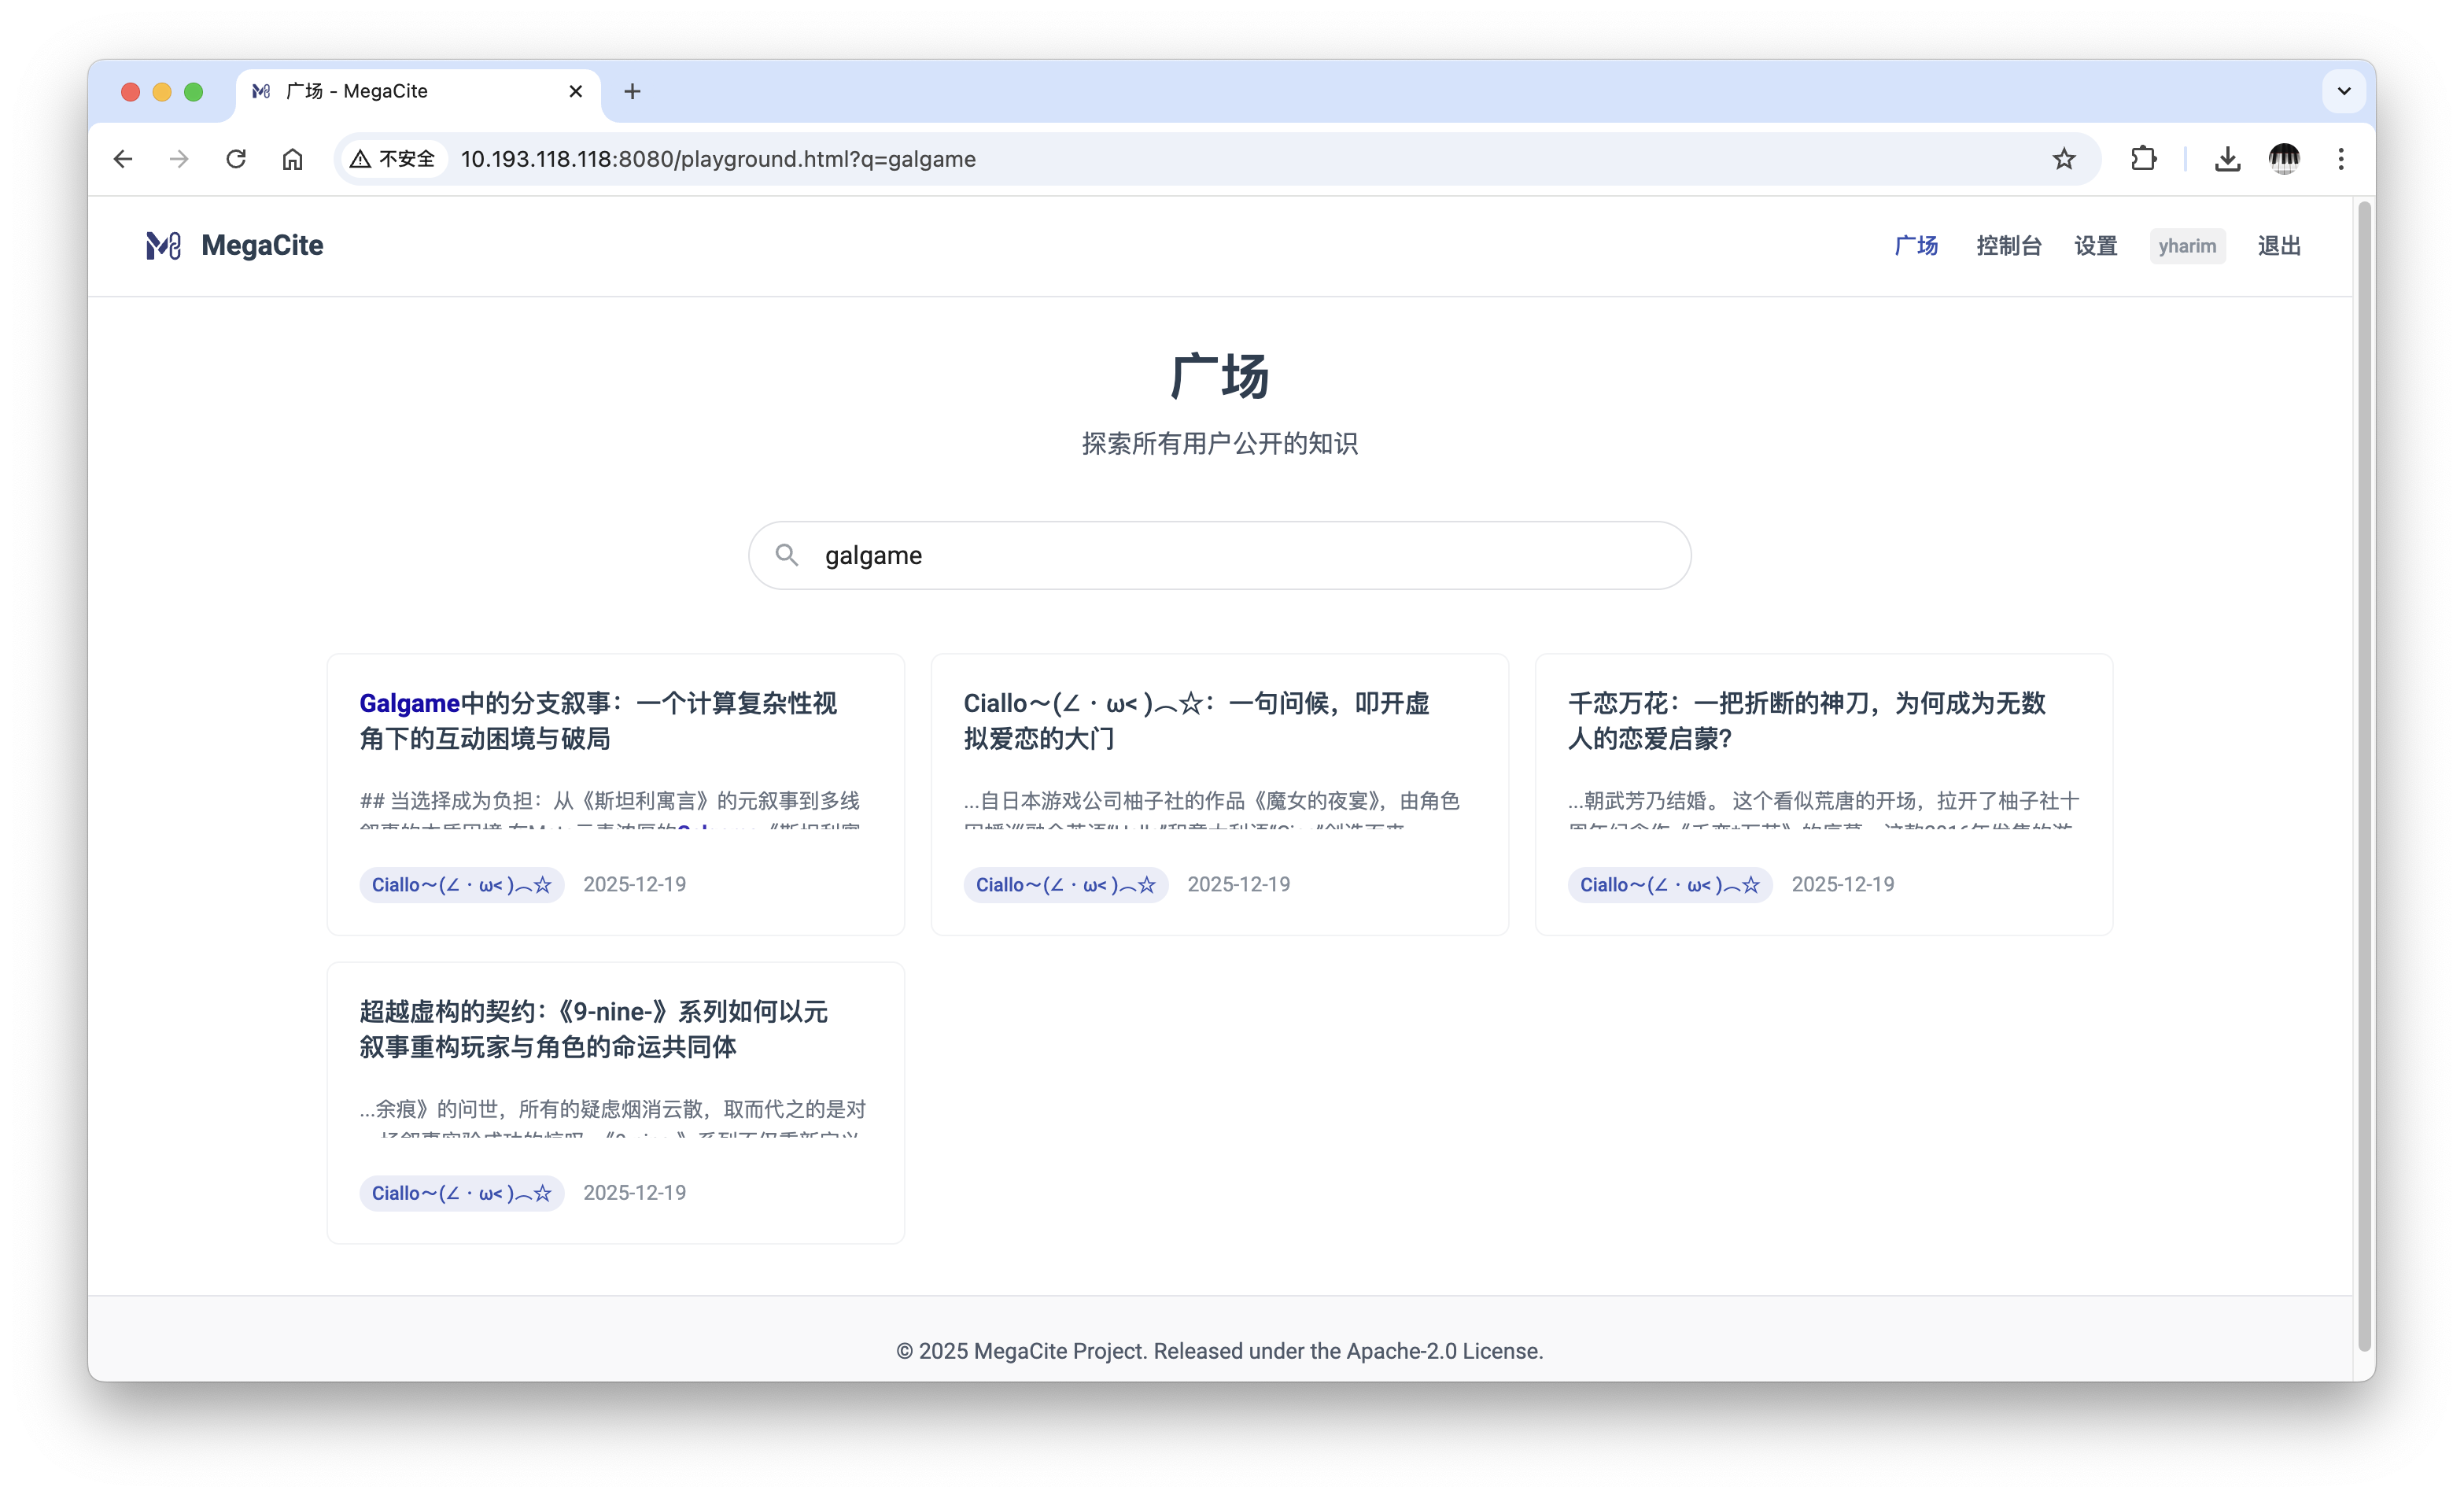 广场 - MegaCite
不安全 10.193.118.118:8080/playground.html?q=galgame
MegaCite
广场 控制台 设置 yharim 退出
广场
探索所有用户公开的知识
galgame
Galgame中的分支叙事：一个计算复杂性视
角下的互动困境与破局
## 当选择成为负担：从《斯坦利寓言》的元叙事到多线
Ciallo～(∠・ω< )⌒☆ 2025-12-19
Ciallo～(∠・ω< )⌒☆：一句问候，叩开虚
拟爱恋的大门
...自日本游戏公司柚子社的作品《魔女的夜宴》，由角色
Ciallo～(∠・ω< )⌒☆ 2025-12-19
千恋万花：一把折断的神刀，为何成为无数
人的恋爱启蒙？
...朝武芳乃结婚。 这个看似荒唐的开场，拉开了柚子社十
Ciallo～(∠・ω< )⌒☆ 2025-12-19
超越虚构的契约：《9-nine-》系列如何以元
叙事重构玩家与角色的命运共同体
...余痕》的问世，所有的疑虑烟消云散，取而代之的是对
Ciallo～(∠・ω< )⌒☆ 2025-12-19
© 2025 MegaCite Project. Released under the Apache-2.0 License.